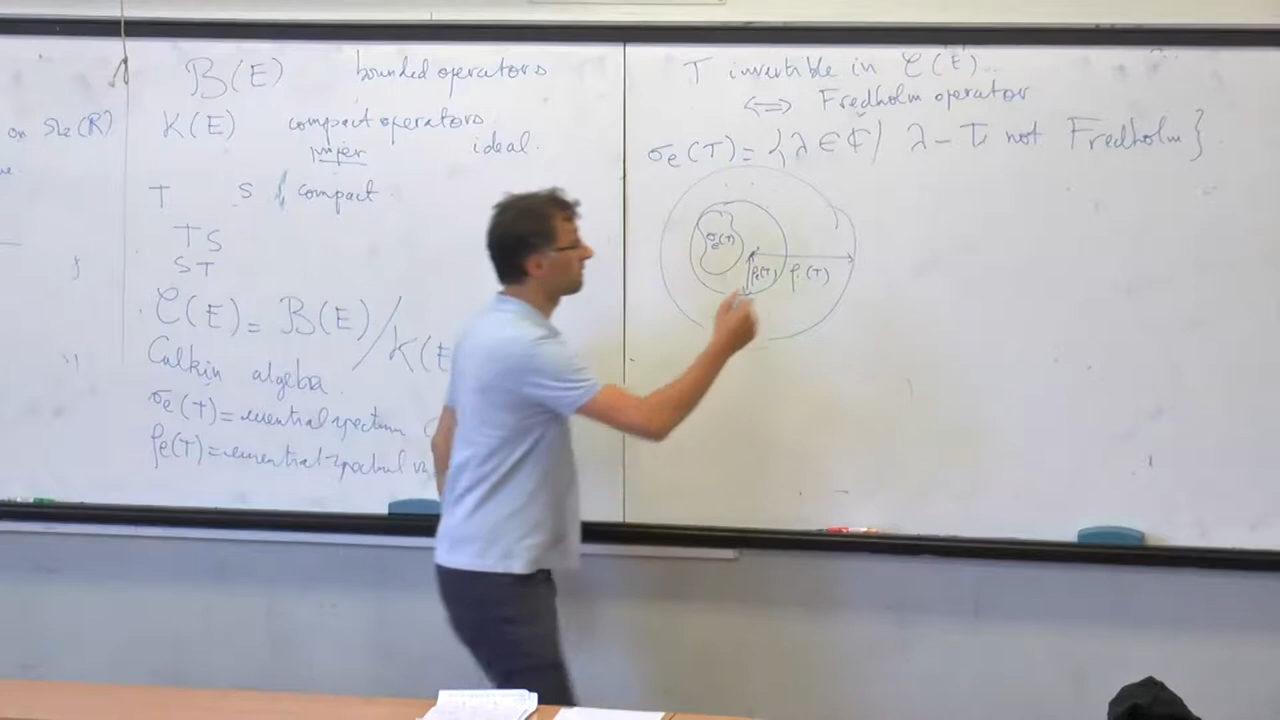 on SL2(R)
B(E) bounded operators
K(E) compact operators
proper ideal.
T S compact
TS
ST
C(E) = B(E)/K(E
Calkin algebra.
σe(T) = essential spectrum
ρe(T) = essential spectral
T invertible in C(E).
⟺ Fredholm operator
σe(T) = {λ ∈ ℂ | λ - T not Fredholm}
σe(T)
ρe(T) ρ(T)